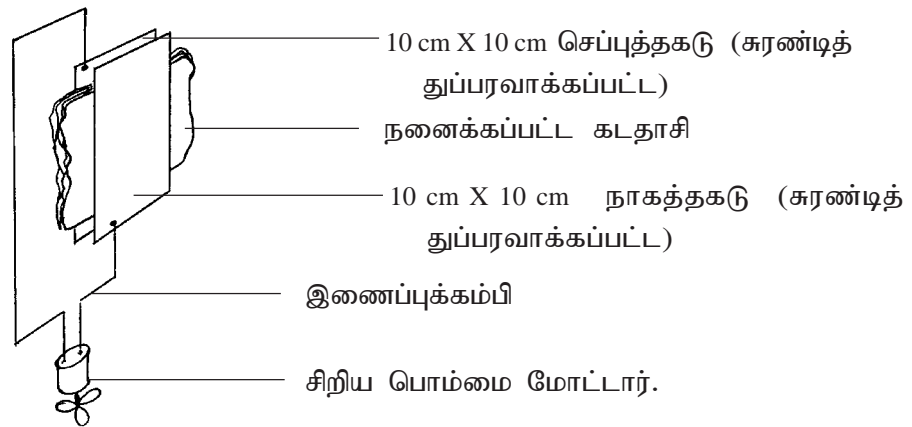 10 cm X 10 cm செப்புத்தகடு (சுரண்டித்
துப்பரவாக்கப்பட்ட)
நனைக்கப்பட்ட கடதாசி
10 cm X 10 cm நாகத்தகடு (சுரண்டித்
துப்பரவாக்கப்பட்ட)
இணைப்புக்கம்பி
சிறிய பொம்மை மோட்டார்.